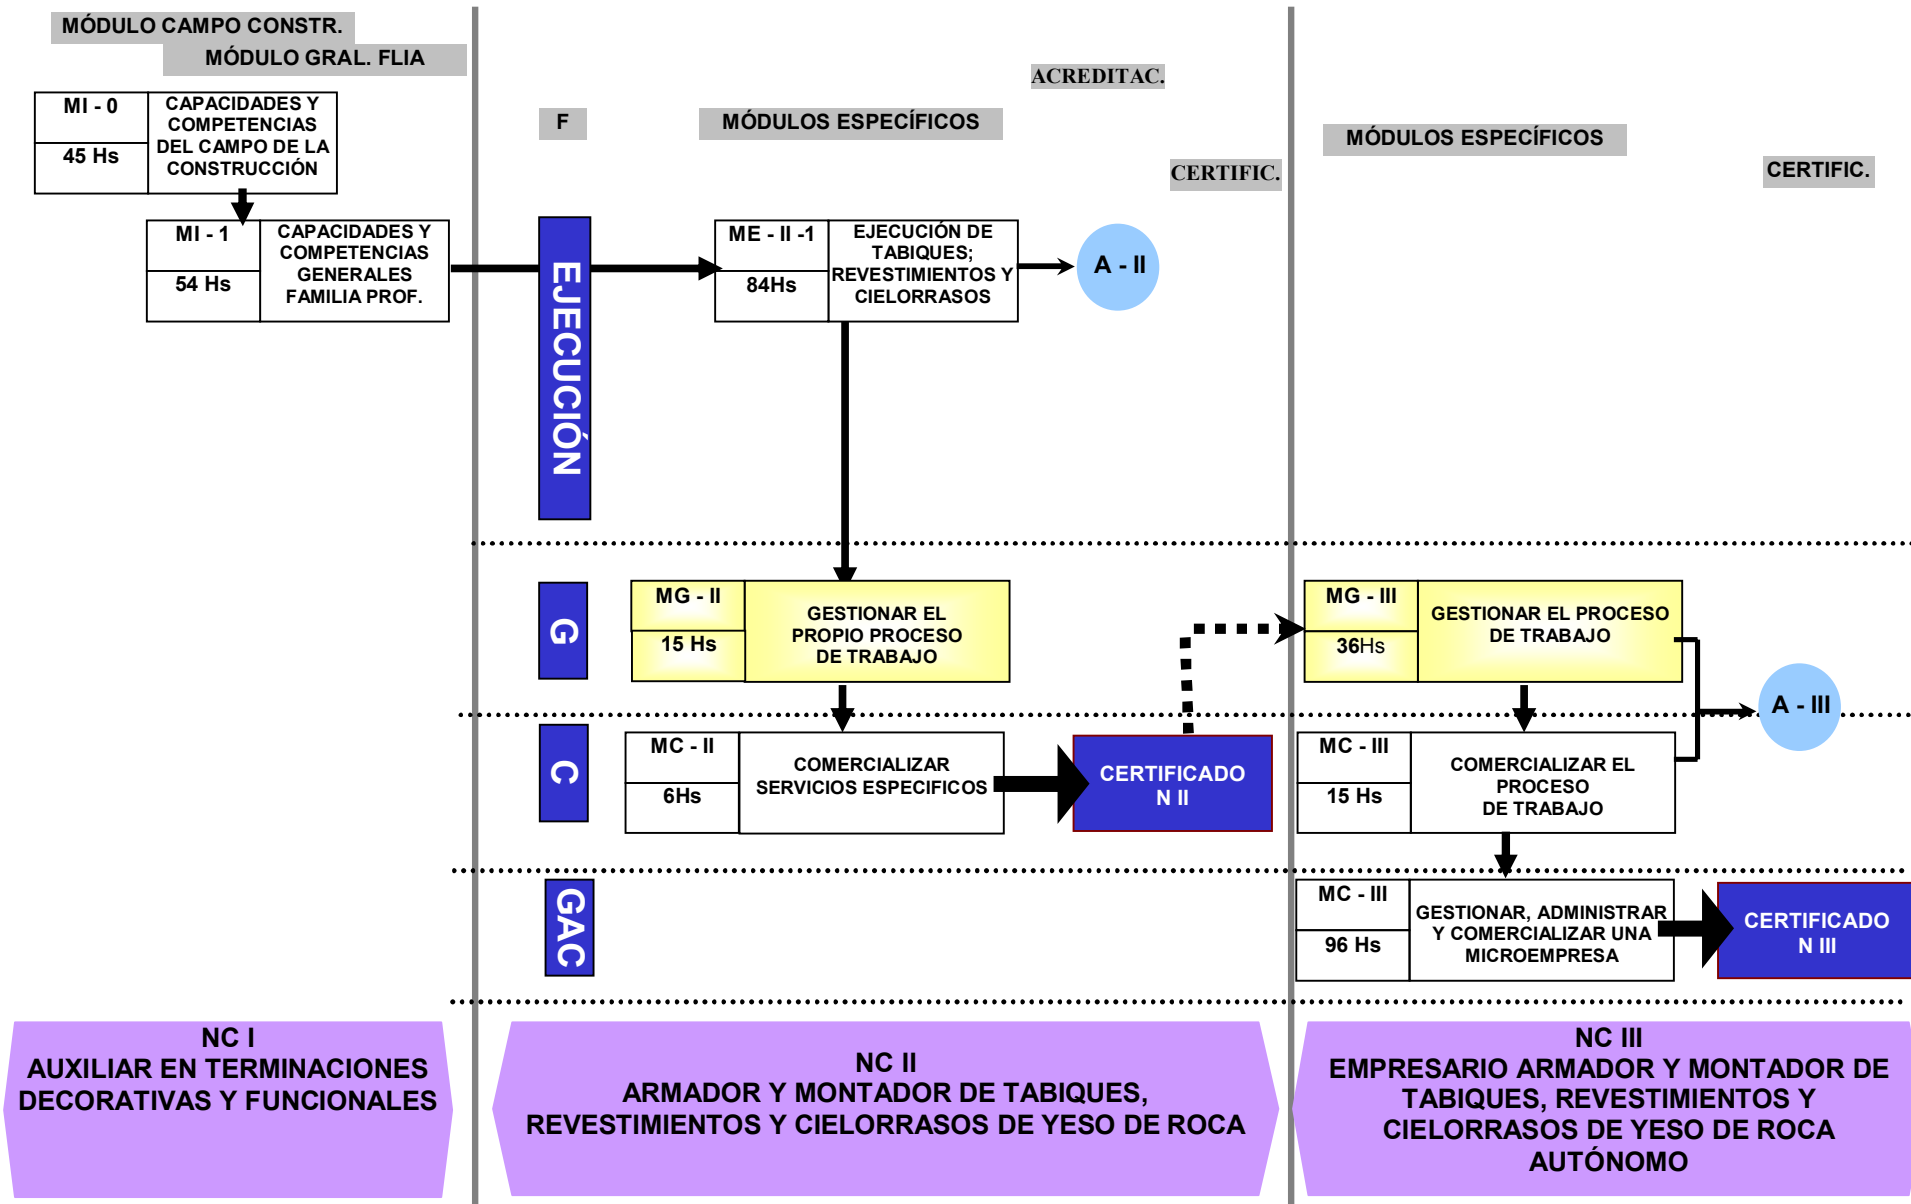 MÓDULO CAMPO CONSTR.
MÓDULO GRAL. FLIA
MI - 0
45 Hs
CAPACIDADES Y
COMPETENCIAS
DEL CAMPO DE LA
CONSTRUCCIÓN
MI - 1
54 Hs
CAPACIDADES Y
COMPETENCIAS
GENERALES
FAMILIA PROF.
F
MÓDULOS ESPECÍFICOS
ACREDITAC.
CERTIFIC.
EJECUCIÓN
ME - II -1
84Hs
EJECUCIÓN DE
TABIQUES;
REVESTIMIENTOS Y
CIELORRASOS
A - II
G
MG - II
15 Hs
GESTIONAR EL
PROPIO PROCESO
DE TRABAJO
C
MC - II
6Hs
COMERCIALIZAR
SERVICIOS ESPECIFICOS
CERTIFICADO
N II
GAC
MÓDULOS ESPECÍFICOS
CERTIFIC.
MG - III
36Hs
GESTIONAR EL PROCESO
DE TRABAJO
A - III
MC - III
15 Hs
COMERCIALIZAR EL
PROCESO
DE TRABAJO
MC - III
96 Hs
GESTIONAR, ADMINISTRAR
Y COMERCIALIZAR UNA
MICROEMPRESA
CERTIFICADO
N III
NC I
AUXILIAR EN TERMINACIONES
DECORATIVAS Y FUNCIONALES
NC II
ARMADOR Y MONTADOR DE TABIQUES,
REVESTIMIENTOS Y CIELORRASOS DE YESO DE ROCA
NC III
EMPRESARIO ARMADOR Y MONTADOR DE
TABIQUES, REVESTIMIENTOS Y
CIELORRASOS DE YESO DE ROCA
AUTÓNOMO